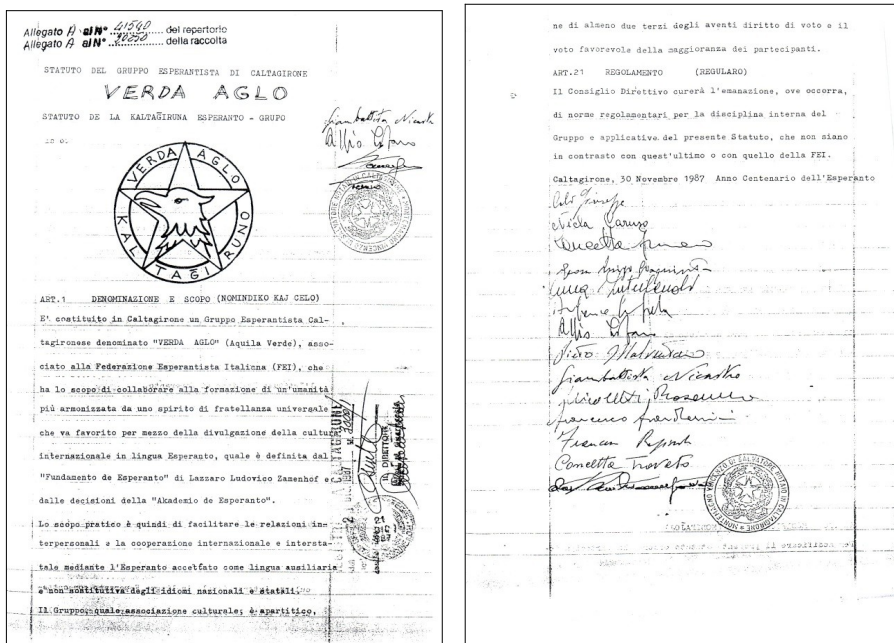 Allegato A al N° 41540 del repertorio
Allegato A al N° della raccolta
STATUTO DEL GRUPPO ESPERANTISTA DI CALTAGIRONE
VERDA AGLO
STATUTO DE LA KALTAĜIRUNA ESPERANTO - GRUPO
VERDA AGLO
KALTAĜIRUNO
ART.1 DENOMINAZIONE E SCOPO (NOMINDIKO KAJ CELO)
E' costituito in Caltagirone un Gruppo Esperantista Cal-
tagironese denominato "VERDA AGLO" (Aquila Verde), asso-
ciato alla Federazione Esperantista Italiana (FEI), che
ha lo scopo di collaborare alla formazione di un'umanità
più armonizzata da uno spirito di fratellanza universale
che va favorito per mezzo della divulgazione della cultura
internazionale in lingua Esperanto, quale è definita dal
"Fundamento de Esperanto" di Lazzaro Ludovico Zamenhof e
dalle decisioni della "Akademio de Esperanto".
Lo scopo pratico è quindi di facilitare le relazioni in-
terpersonali e la cooperazione internazionale e intersta-
tale mediante l'Esperanto accettato come lingua ausiliaria
e non sostitutiva degli idiomi nazionali e statali.
Il Gruppo, quale associazione culturale, è apartitico,
IL DIRETTORE
21 DIC 87
ne di almeno due terzi degli aventi diritto di voto e il
voto favorevole della maggioranza dei partecipanti.
ART.21 REGOLAMENTO (REGULARO)
Il Consiglio Direttivo curerà l'emanazione, ove occorra,
di norme regolamentari per la disciplina interna del
Gruppo e applicative del presente Statuto, che non siano
in contrasto con quest'ultimo o con quello della FEI.
Caltagirone, 30 Novembre 1987 Anno Centenario dell'Esperanto
Giambattista Nicastro
Concetta Trovato